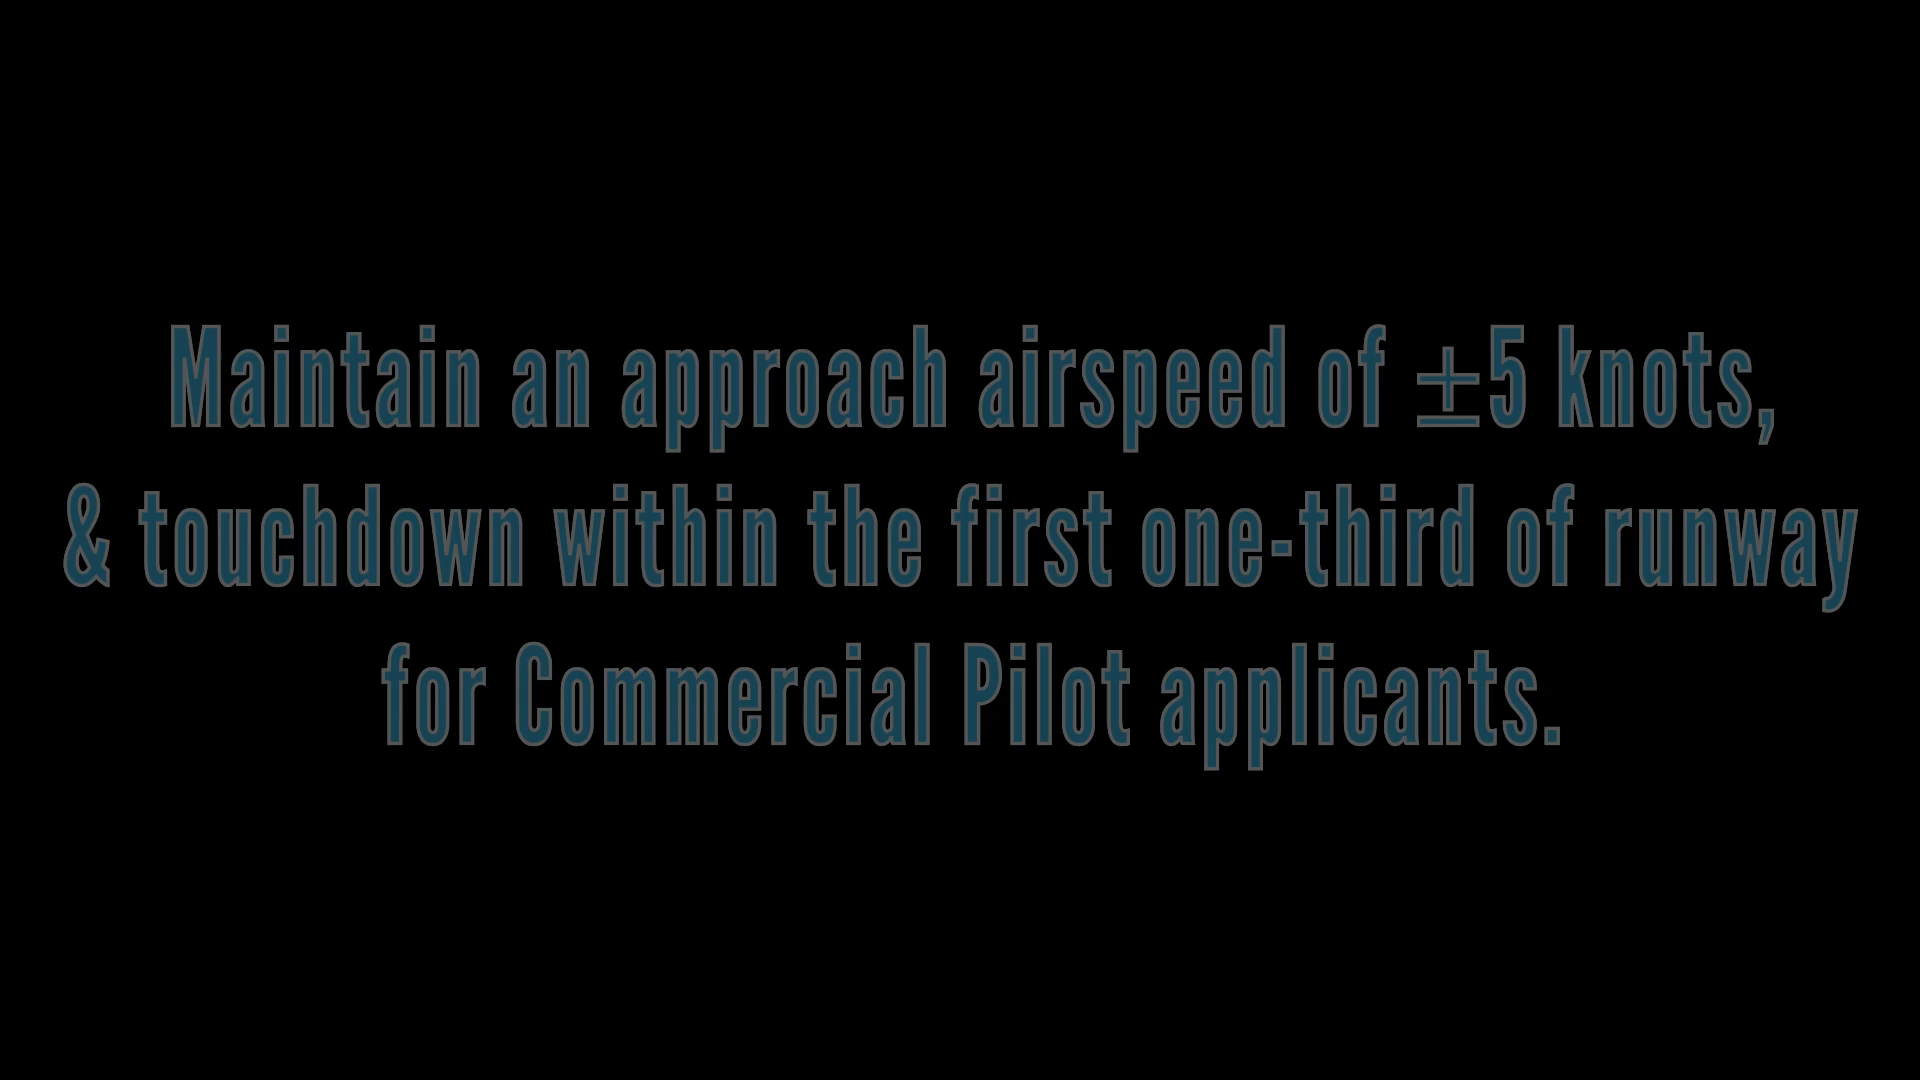 Maintain an approach airspeed of ±5 knots,
& touchdown within the first one-third of runway
for Commercial Pilot applicants.